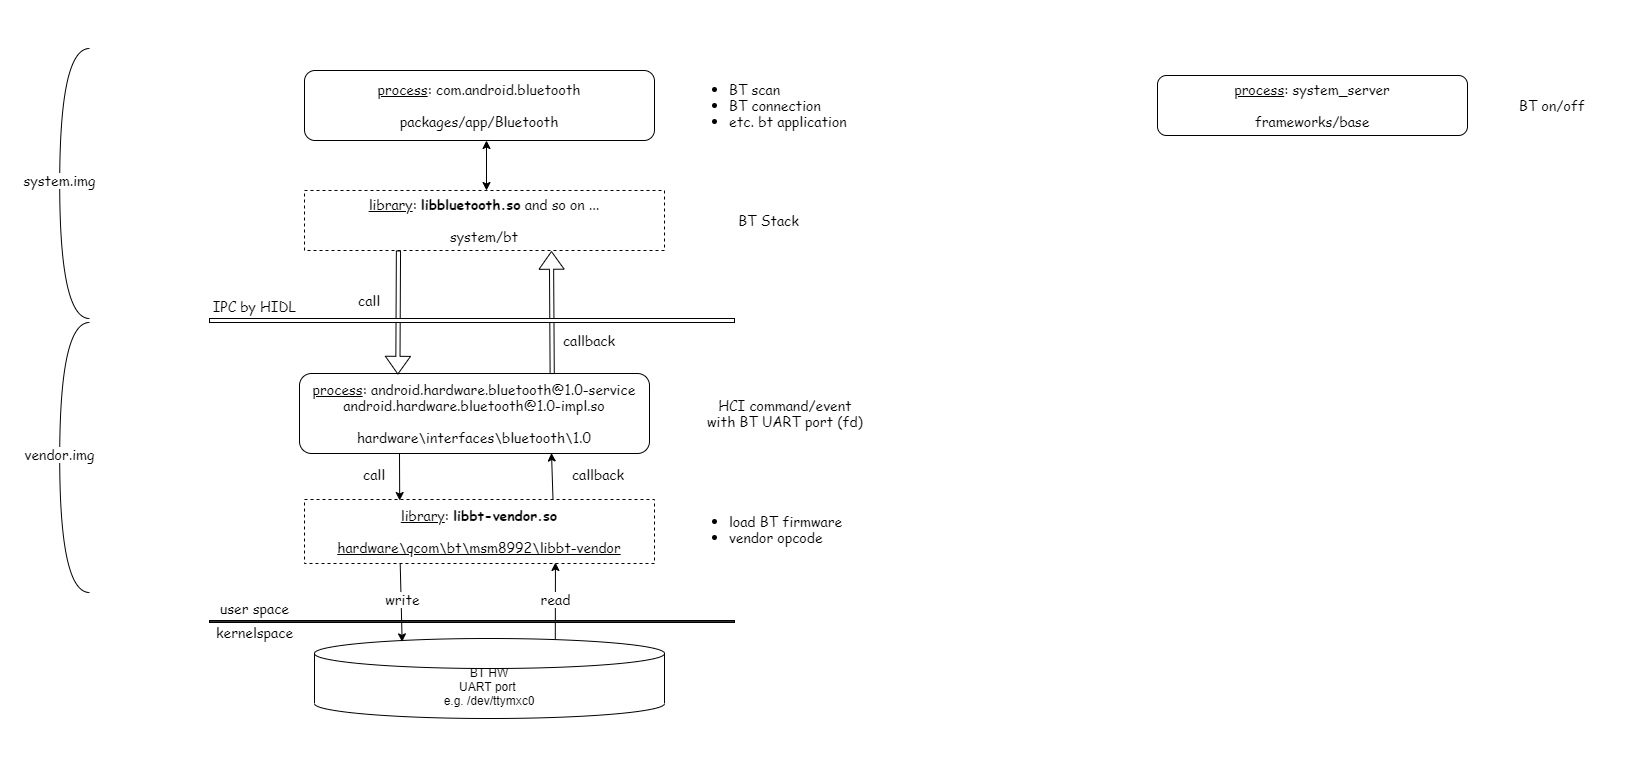 process: com.android.bluetooth
packages/app/Bluetooth
• BT scan
• BT connection
• etc. bt application
process: system_server
frameworks/base
BT on/off
system.img
library: libbluetooth.so and so on ...
system/bt
BT Stack
call
IPC by HIDL
callback
process: android.hardware.bluetooth@1.0-service
android.hardware.bluetooth@1.0-impl.so
hardware\interfaces\bluetooth\1.0
HCI command/event
with BT UART port (fd)
vendor.img
call
callback
library: libbt-vendor.so
hardware\qcom\bt\msm8992\libbt-vendor
• load BT firmware
• vendor opcode
write
read
user space
kernelspace
BT HW
UART port
e.g. /dev/ttymxc0